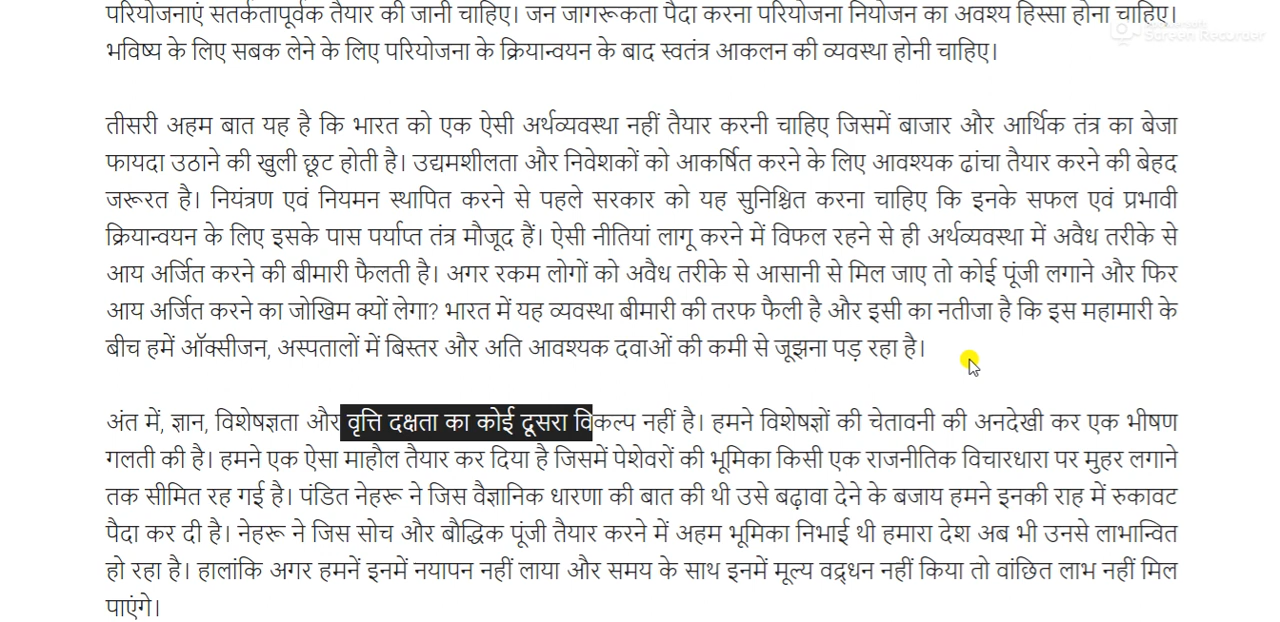 परियोजनाएं सतर्कतापूर्वक तैयार की जानी चाहिए। जन जागरूकता पैदा करना परियोजना नियोजन का अवश्य हिस्सा होना चाहिए।
भविष्य के लिए सबक लेने के लिए परियोजना के क्रियान्वयन के बाद स्वतंत्र आकलन की व्यवस्था होनी चाहिए।
Screen Recorder
तीसरी अहम बात यह है कि भारत को एक ऐसी अर्थव्यवस्था नहीं तैयार करनी चाहिए जिसमें बाजार और आर्थिक तंत्र का बेजा
फायदा उठाने की खुली छूट होती है। उद्यमशीलता और निवेशकों को आकर्षित करने के लिए आवश्यक ढांचा तैयार करने की बेहद
जरूरत है। नियंत्रण एवं नियमन स्थापित करने से पहले सरकार को यह सुनिश्चित करना चाहिए कि इनके सफल एवं प्रभावी
क्रियान्वयन के लिए इसके पास पर्याप्त तंत्र मौजूद हैं। ऐसी नीतियां लागू करने में विफल रहने से ही अर्थव्यवस्था में अवैध तरीके से
आय अर्जित करने की बीमारी फैलती है। अगर रकम लोगों को अवैध तरीके से आसानी से मिल जाए तो कोई पूंजी लगाने और फिर
आय अर्जित करने का जोखिम क्यों लेगा? भारत में यह व्यवस्था बीमारी की तरफ फैली है और इसी का नतीजा है कि इस महामारी के
बीच हमें ऑक्सीजन, अस्पतालों में बिस्तर और अति आवश्यक दवाओं की कमी से जूझना पड़ रहा है।
अंत में, ज्ञान, विशेषज्ञता और वृत्ति दक्षता का कोई दूसरा विकल्प नहीं है। हमने विशेषज्ञों की चेतावनी की अनदेखी कर एक भीषण
गलती की है। हमने एक ऐसा माहौल तैयार कर दिया है जिसमें पेशेवरों की भूमिका किसी एक राजनीतिक विचारधारा पर मुहर लगाने
तक सीमित रह गई है। पंडित नेहरू ने जिस वैज्ञानिक धारणा की बात की थी उसे बढ़ावा देने के बजाय हमने इनकी राह में रुकावट
पैदा कर दी है। नेहरू ने जिस सोच और बौद्धिक पूंजी तैयार करने में अहम भूमिका निभाई थी हमारा देश अब भी उनसे लाभान्वित
हो रहा है। हालांकि अगर हमनें इनमें नयापन नहीं लाया और समय के साथ इनमें मूल्य वद्र्धन नहीं किया तो वांछित लाभ नहीं मिल
पाएंगे।